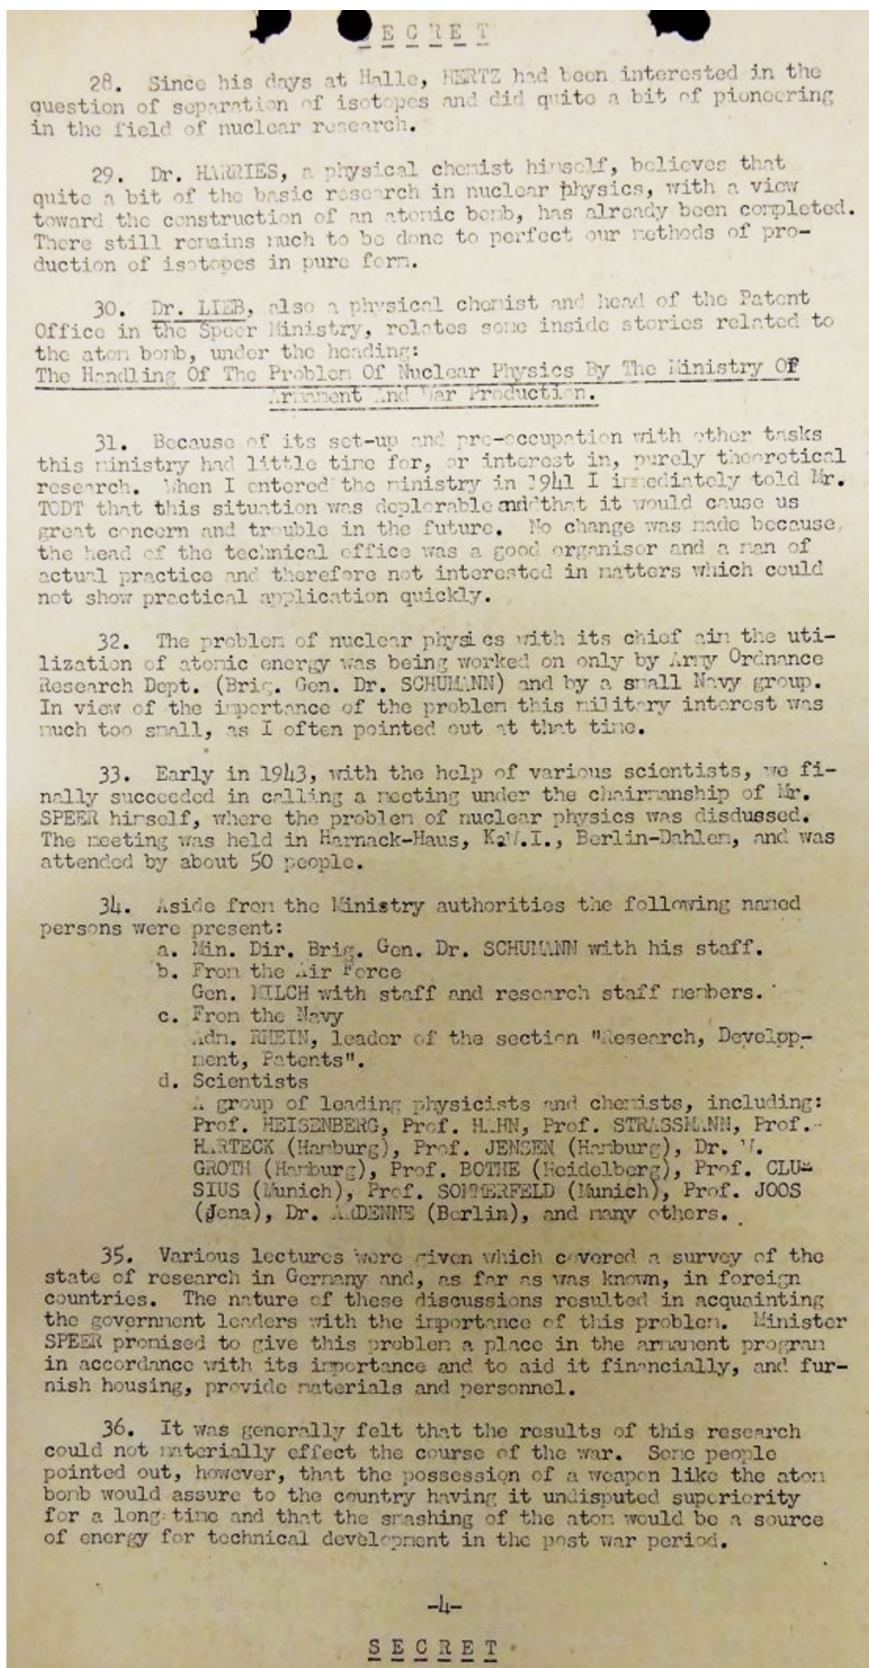 S E C R E T
28. Since his days at Halle, HERTZ had been interested in the
question of separation of isotopes and did quite a bit of pioneering
in the field of nuclear research.
29. Dr. HARRIES, a physical chemist himself, believes that
quite a bit of the basic research in nuclear physics, with a view
toward the construction of an atomic bomb, has already been completed.
There still remains much to be done to perfect our methods of pro-
duction of isotopes in pure form.
30. Dr. LIEB, also a physical chemist and head of the Patent
Office in the Speer Ministry, relates some inside stories related to
the atom bomb, under the heading:
The Handling Of The Problem Of Nuclear Physics By The Ministry Of
Armament And War Production.
31. Because of its set-up and pre-occupation with other tasks
this ministry had little time for, or interest in, purely theoretical
research. When I entered the ministry in 1941 I immediately told Mr.
TODT that this situation was deplorable and that it would cause us
great concern and trouble in the future. No change was made because,
the head of the technical office was a good organiser and a man of
actual practice and therefore not interested in matters which could
not show practical application quickly.
32. The problem of nuclear physics with its chief aim the uti-
lization of atomic energy was being worked on only by Army Ordnance
Research Dept. (Brig. Gen. Dr. SCHUMANN) and by a small Navy group.
In view of the importance of the problem this military interest was
much too small, as I often pointed out at that time.
33. Early in 1943, with the help of various scientists, we fi-
nally succeeded in calling a meeting under the chairmanship of Mr.
SPEER himself, where the problem of nuclear physics was disdussed.
The meeting was held in Harnack-Haus, K.W.I., Berlin-Dahlem, and was
attended by about 50 people.
34. Aside from the Ministry authorities the following named
persons were present:
a. Min. Dir. Brig. Gen. Dr. SCHUMANN with his staff.
b. From the Air Force
Gen. MILCH with staff and research staff members.
c. From the Navy
Adm. RHEIN, leader of the section "Research, Develop-
ment, Patents".
d. Scientists
A group of leading physicists and chemists, including:
Prof. HEISENBERG, Prof. HAHN, Prof. STRASSMANN, Prof.
HARTECK (Hamburg), Prof. JENSEN (Hamburg), Dr. W.
GROTH (Hamburg), Prof. BOTHE (Heidelberg), Prof. CLU-
SIUS (Munich), Prof. SOMMERFELD (Munich), Prof. JOOS
(Jena), Dr. ARDENNE (Berlin), and many others.
35. Various lectures were given which covered a survey of the
state of research in Germany and, as far as was known, in foreign
countries. The nature of these discussions resulted in acquainting
the government leaders with the importance of this problem. Minister
SPEER promised to give this problem a place in the armament program
in accordance with its importance and to aid it financially, and fur-
nish housing, provide materials and personnel.
36. It was generally felt that the results of this research
could not materially effect the course of the war. Some people
pointed out, however, that the possession of a weapon like the atom
bomb would assure to the country having it undisputed superiority
for a long time and that the smashing of the atom would be a source
of energy for technical development in the post war period.
-4-
S E C R E T